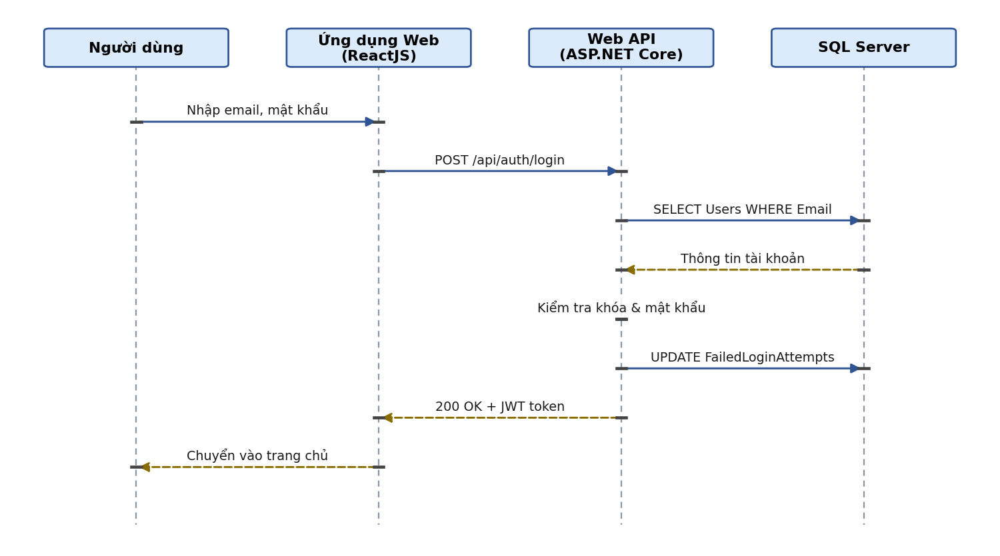 Người dùng
Ứng dụng Web
(ReactJS)
Web API
(ASP.NET Core)
SQL Server
Nhập email, mật khẩu
POST /api/auth/login
SELECT Users WHERE Email
Thông tin tài khoản
Kiểm tra khóa & mật khẩu
UPDATE FailedLoginAttempts
200 OK + JWT token
Chuyển vào trang chủ